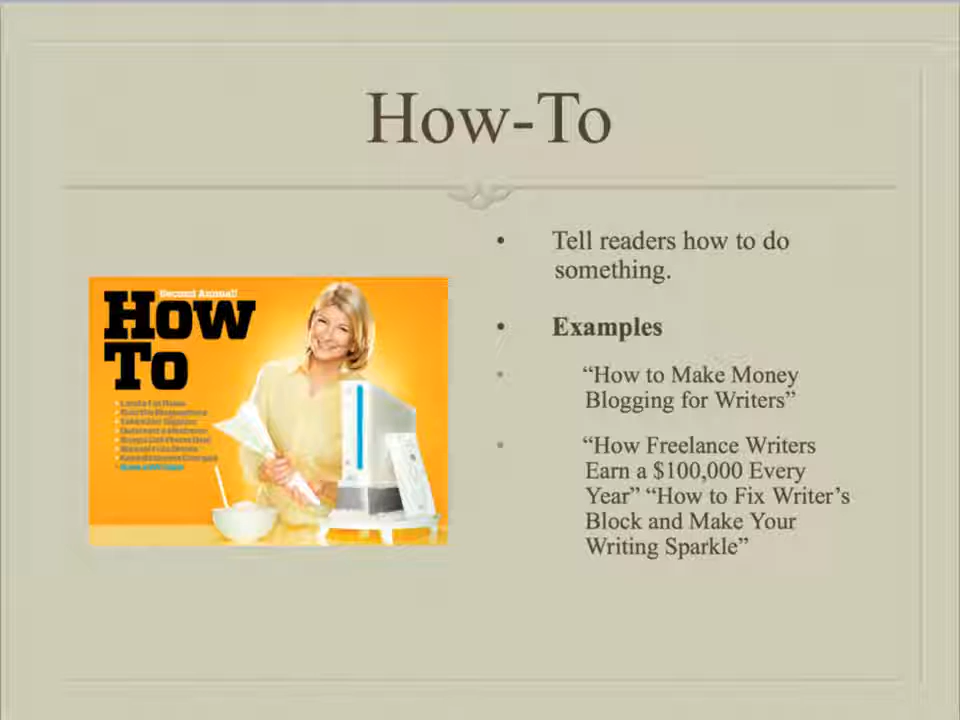 How-To
Second Annual!
How
To
• Tell readers how to do
something.
• Examples
• “How to Make Money
Blogging for Writers”
• “How Freelance Writers
Earn a $100,000 Every
Year” “How to Fix Writer’s
Block and Make Your
Writing Sparkle”